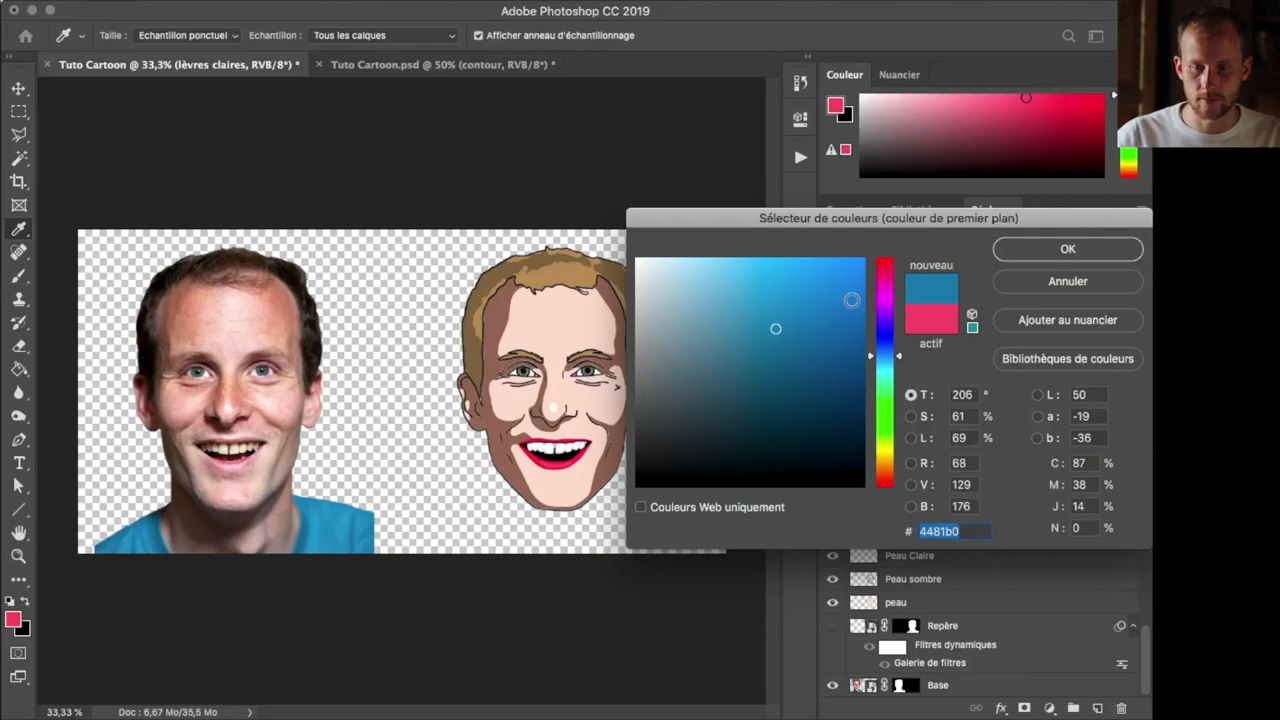 Adobe Photoshop CC 2019
Taille : Echantillon ponctuel Echantillon : Tous les calques Afficher anneau d'échantillonnage
Tuto Cartoon @ 33,3% (lèvres claires, RVB/8*) * Tuto Cartoon.psd @ 50% (contour, RVB/8*) *
Couleur Nuancier
Sélecteur de couleurs (couleur de premier plan)
nouveau
actif
OK
Annuler
Ajouter au nuancier
Bibliothèques de couleurs
T : 206 ° L : 50
S : 61 % a : -19
L : 69 % b : -36
R : 68 C : 87 %
V : 129 M : 38 %
B : 176 J : 14 %
# 4481b0 N : 0 %
Couleurs Web uniquement
Peau Claire
Peau sombre
peau
Repère
Filtres dynamiques
Galerie de filtres
Base
33,33 % Doc : 6,67 Mo/35,5 Mo